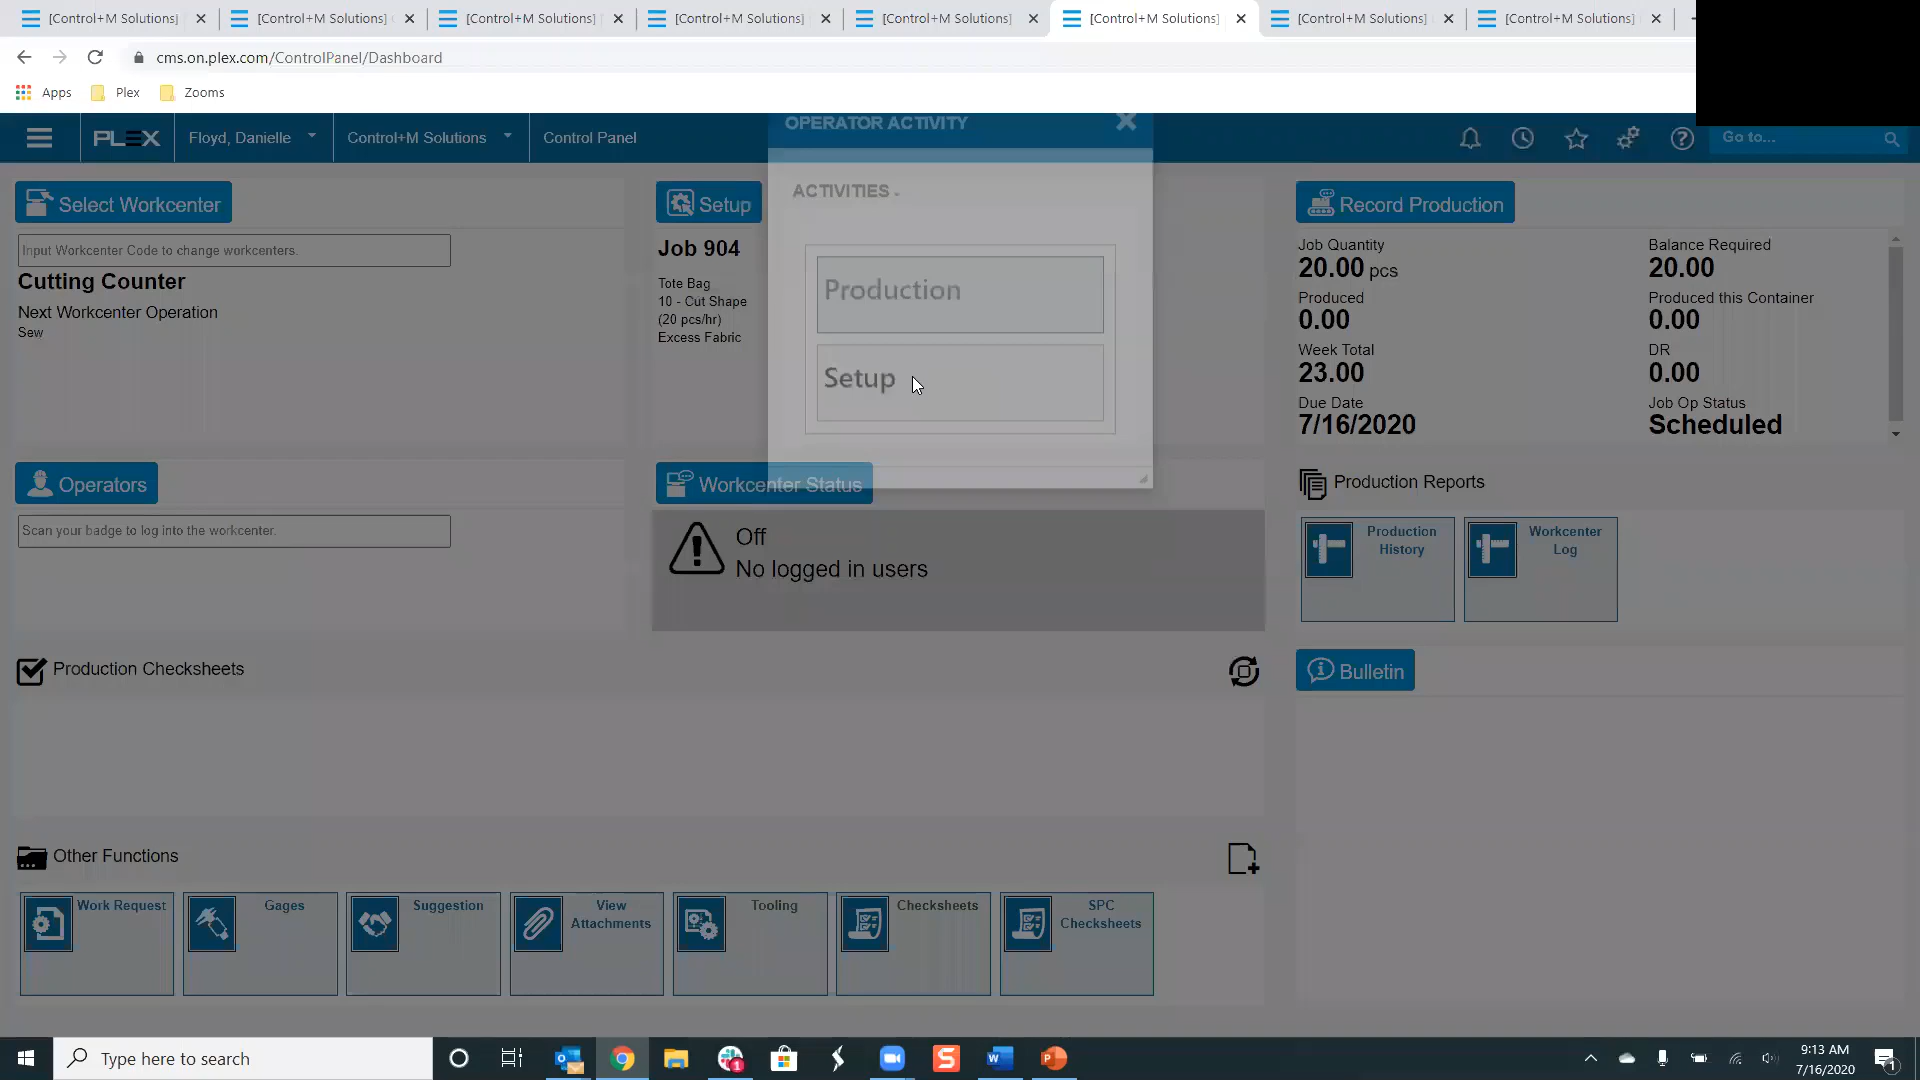 [Control+M Solutions]
[Control+M Solutions]
[Control+M Solutions]
[Control+M Solutions]
[Control+M Solutions]
[Control+M Solutions]
[Control+M Solutions]
[Control+M Solutions]
cms.on.plex.com/ControlPanel/Dashboard
Apps
Plex
Zooms
PLEX
Floyd, Danielle
Control+M Solutions
Control Panel
Go to...
OPERATOR ACTIVITY
ACTIVITIES
Production
Setup
Select Workcenter
Input Workcenter Code to change workcenters.
Cutting Counter
Next Workcenter Operation
Sew
Setup
Job 904
Tote Bag
10 - Cut Shape
(20 pcs/hr)
Excess Fabric
Record Production
Job Quantity
20.00 pcs
Balance Required
20.00
Produced
0.00
Produced this Container
0.00
Week Total
23.00
DR
0.00
Due Date
7/16/2020
Job Op Status
Scheduled
Operators
Scan your badge to log into the workcenter.
Workcenter Status
Off
No logged in users
Production Reports
Production
History
Workcenter
Log
Production Checksheets
Bulletin
Other Functions
Work Request
Gages
Suggestion
View
Attachments
Tooling
Checksheets
SPC
Checksheets
Type here to search
9:13 AM
7/16/2020